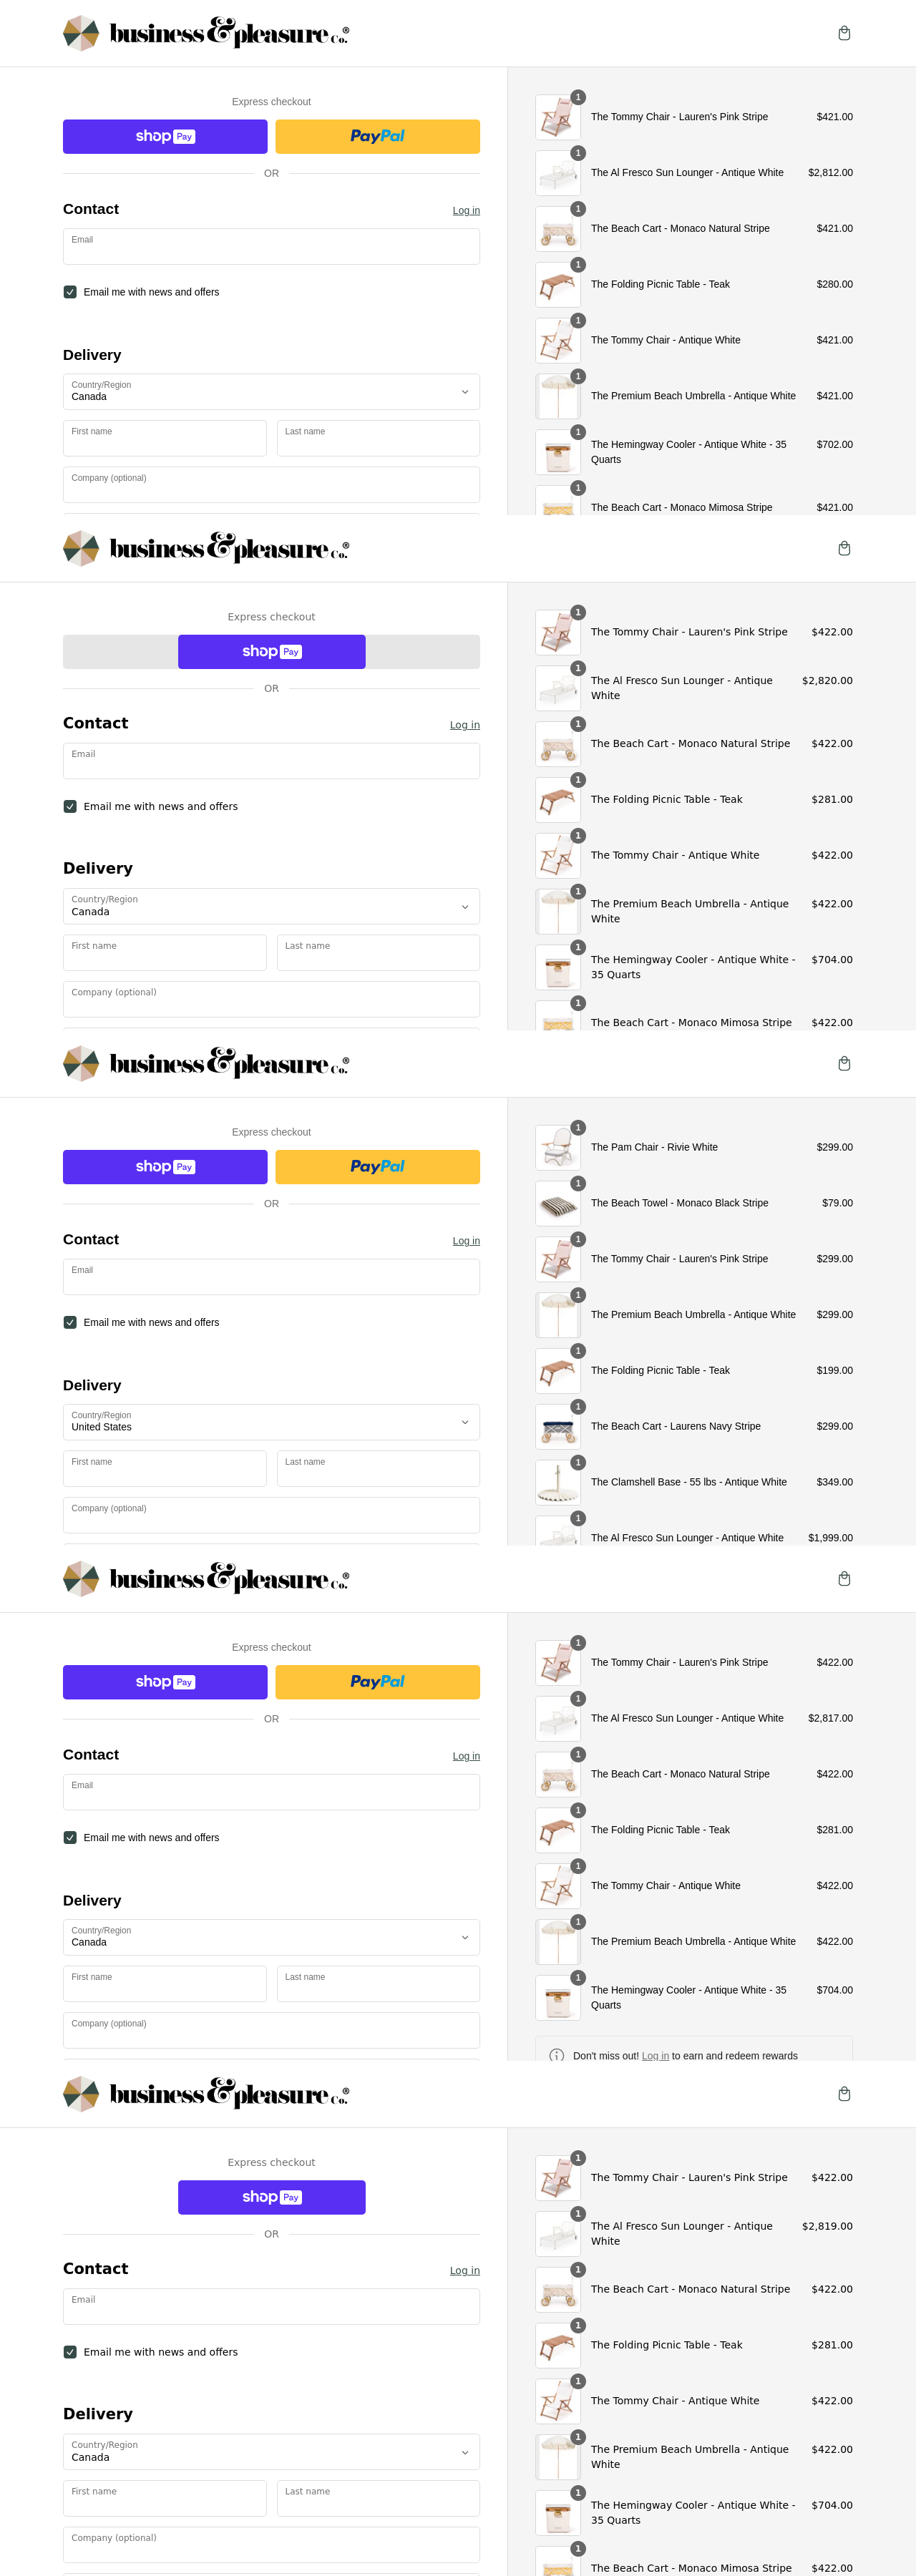 business & pleasure co.®
Express checkout
shop Pay
PayPal
OR
Contact
Log in
Email
Email me with news and offers
Delivery
Country/Region
Canada
First name
Last name
Company (optional)
1
The Tommy Chair - Lauren's Pink Stripe
$421.00
1
The Al Fresco Sun Lounger - Antique White
$2,812.00
1
The Beach Cart - Monaco Natural Stripe
$421.00
1
The Folding Picnic Table - Teak
$280.00
1
The Tommy Chair - Antique White
$421.00
1
The Premium Beach Umbrella - Antique White
$421.00
1
The Hemingway Cooler - Antique White - 35
Quarts
$702.00
1
The Beach Cart - Monaco Mimosa Stripe
$421.00
business & pleasure co.®
Express checkout
shop Pay
OR
Contact
Log in
Email
Email me with news and offers
Delivery
Country/Region
Canada
First name
Last name
Company (optional)
1
The Tommy Chair - Lauren's Pink Stripe
$422.00
1
The Al Fresco Sun Lounger - Antique
White
$2,820.00
1
The Beach Cart - Monaco Natural Stripe
$422.00
1
The Folding Picnic Table - Teak
$281.00
1
The Tommy Chair - Antique White
$422.00
1
The Premium Beach Umbrella - Antique
White
$422.00
1
The Hemingway Cooler - Antique White -
35 Quarts
$704.00
1
The Beach Cart - Monaco Mimosa Stripe
$422.00
business & pleasure co.®
Express checkout
shop Pay
PayPal
OR
Contact
Log in
Email
Email me with news and offers
Delivery
Country/Region
United States
First name
Last name
Company (optional)
1
The Pam Chair - Rivie White
$299.00
1
The Beach Towel - Monaco Black Stripe
$79.00
1
The Tommy Chair - Lauren's Pink Stripe
$299.00
1
The Premium Beach Umbrella - Antique White
$299.00
1
The Folding Picnic Table - Teak
$199.00
1
The Beach Cart - Laurens Navy Stripe
$299.00
1
The Clamshell Base - 55 lbs - Antique White
$349.00
1
The Al Fresco Sun Lounger - Antique White
$1,999.00
business & pleasure co.®
Express checkout
shop Pay
PayPal
OR
Contact
Log in
Email
Email me with news and offers
Delivery
Country/Region
Canada
First name
Last name
Company (optional)
1
The Tommy Chair - Lauren's Pink Stripe
$422.00
1
The Al Fresco Sun Lounger - Antique White
$2,817.00
1
The Beach Cart - Monaco Natural Stripe
$422.00
1
The Folding Picnic Table - Teak
$281.00
1
The Tommy Chair - Antique White
$422.00
1
The Premium Beach Umbrella - Antique White
$422.00
1
The Hemingway Cooler - Antique White - 35
Quarts
$704.00
Don't miss out! Log in to earn and redeem rewards
business & pleasure co.®
Express checkout
shop Pay
OR
Contact
Log in
Email
Email me with news and offers
Delivery
Country/Region
Canada
First name
Last name
Company (optional)
1
The Tommy Chair - Lauren's Pink Stripe
$422.00
1
The Al Fresco Sun Lounger - Antique
White
$2,819.00
1
The Beach Cart - Monaco Natural Stripe
$422.00
1
The Folding Picnic Table - Teak
$281.00
1
The Tommy Chair - Antique White
$422.00
1
The Premium Beach Umbrella - Antique
White
$422.00
1
The Hemingway Cooler - Antique White -
35 Quarts
$704.00
1
The Beach Cart - Monaco Mimosa Stripe
$422.00